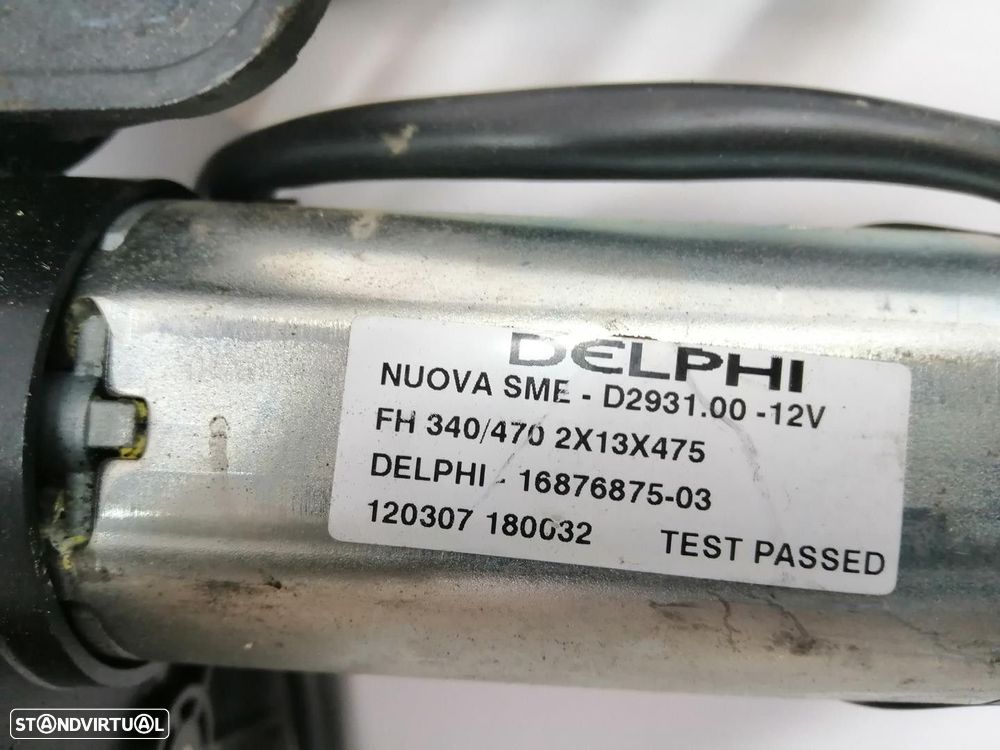 DELPHI
NUOVA SME - D2931.00 -12V
FH 340/470 2X13X475
DELPHI - 16876875-03
120307 180032 TEST PASSED
STANDVIRTUAL